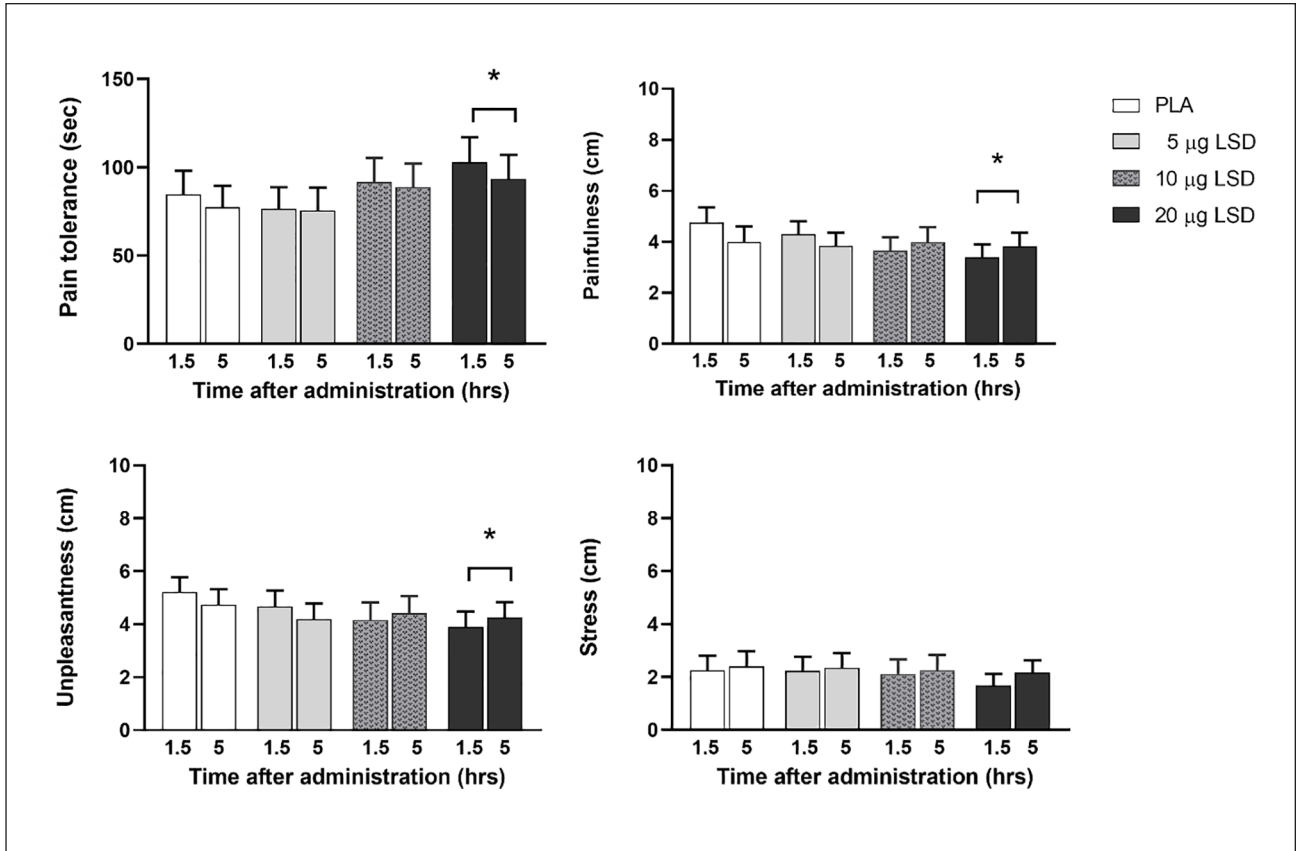 150
100
50
0
Pain tolerance (sec)
*
1.5 5 1.5 5 1.5 5 1.5 5
Time after administration (hrs)
10
8
6
4
2
0
Painfulness (cm)
*
1.5 5 1.5 5 1.5 5 1.5 5
Time after administration (hrs)
PLA
5 μg LSD
10 μg LSD
20 μg LSD
10
8
6
4
2
0
Unpleasantness (cm)
*
1.5 5 1.5 5 1.5 5 1.5 5
Time after administration (hrs)
10
8
6
4
2
0
Stress (cm)
1.5 5 1.5 5 1.5 5 1.5 5
Time after administration (hrs)